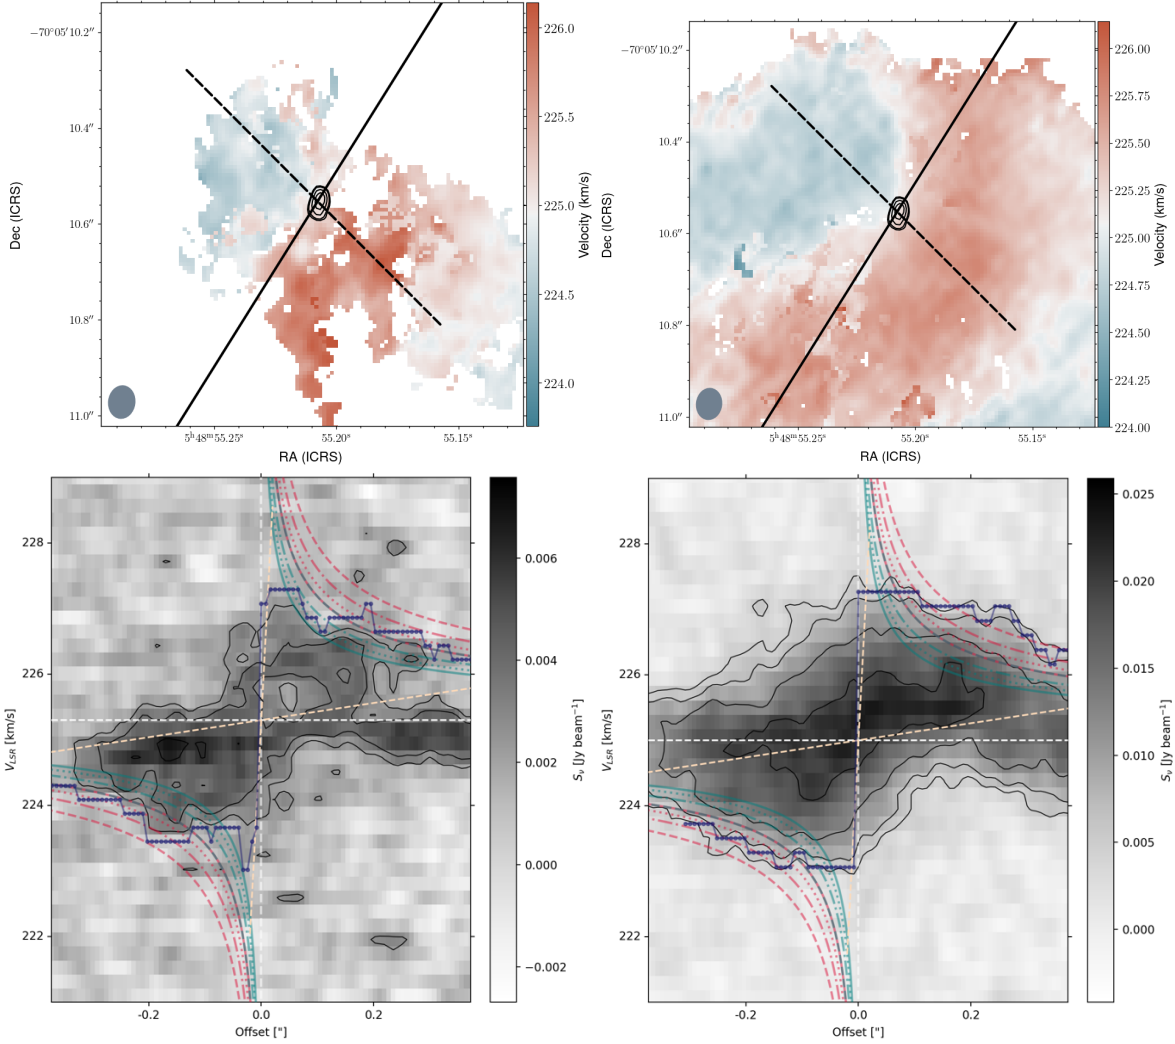 −70°05′10.2″
10.4″
10.6″
10.8″
11.0″
Dec (ICRS)
5ʰ48ᵐ55.25ˢ
55.20ˢ
55.15ˢ
RA (ICRS)
226.0
225.5
225.0
224.5
224.0
Velocity (km/s)
−70°05′10.2″
10.4″
10.6″
10.8″
11.0″
Dec (ICRS)
5ʰ48ᵐ55.25ˢ
55.20ˢ
55.15ˢ
RA (ICRS)
226.00
225.75
225.50
225.25
225.00
224.75
224.50
224.25
224.00
Velocity (km/s)
228
226
224
222
V_LSR [km/s]
-0.2
0.0
0.2
Offset ["]
0.006
0.004
0.002
0.000
−0.002
S_ν [Jy beam⁻¹]
228
226
224
222
V_LSR [km/s]
-0.2
0.0
0.2
Offset ["]
0.025
0.020
0.015
0.010
0.005
0.000
S_ν [Jy beam⁻¹]